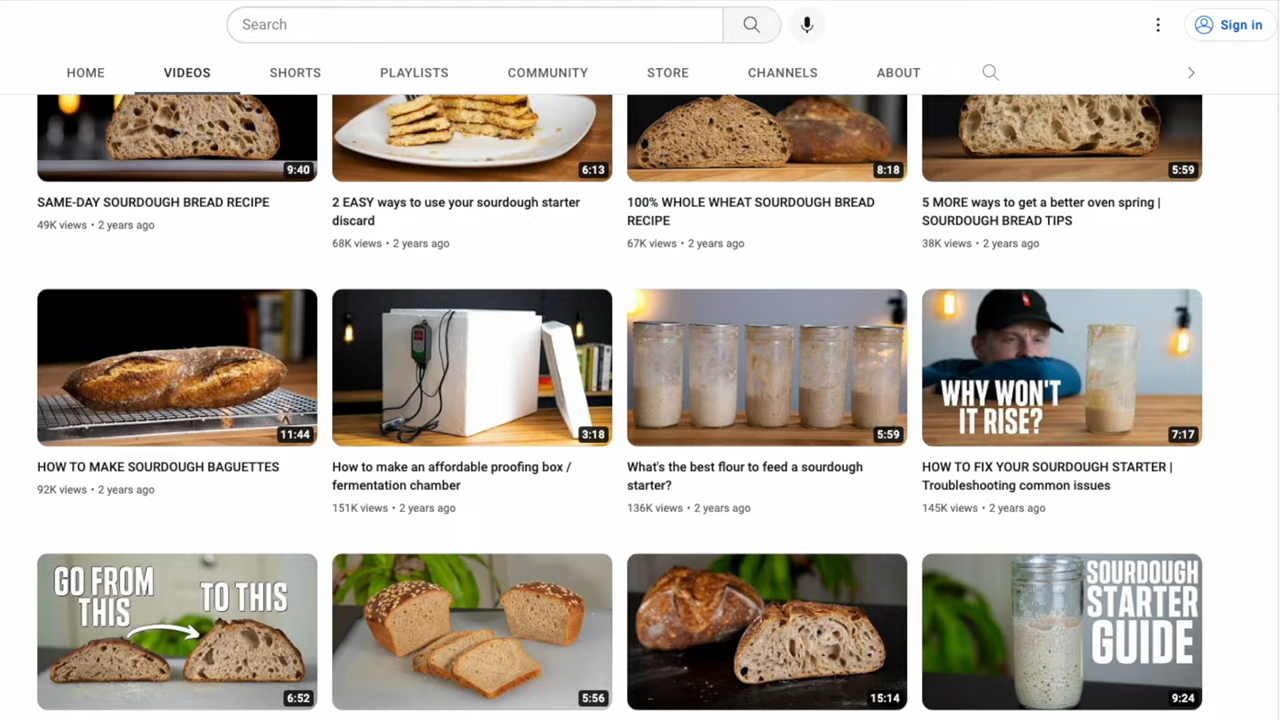 Search
Sign in
HOME
VIDEOS
SHORTS
PLAYLISTS
COMMUNITY
STORE
CHANNELS
ABOUT
9:40
6:13
8:18
5:59
SAME-DAY SOURDOUGH BREAD RECIPE
49K views • 2 years ago
2 EASY ways to use your sourdough starter
discard
68K views • 2 years ago
100% WHOLE WHEAT SOURDOUGH BREAD
RECIPE
67K views • 2 years ago
5 MORE ways to get a better oven spring |
SOURDOUGH BREAD TIPS
38K views • 2 years ago
11:44
3:18
5:59
WHY WON'T
IT RISE?
7:17
HOW TO MAKE SOURDOUGH BAGUETTES
92K views • 2 years ago
How to make an affordable proofing box /
fermentation chamber
151K views • 2 years ago
What's the best flour to feed a sourdough
starter?
136K views • 2 years ago
HOW TO FIX YOUR SOURDOUGH STARTER |
Troubleshooting common issues
145K views • 2 years ago
GO FROM
THIS
TO THIS
6:52
5:56
15:14
SOURDOUGH
STARTER
GUIDE
9:24